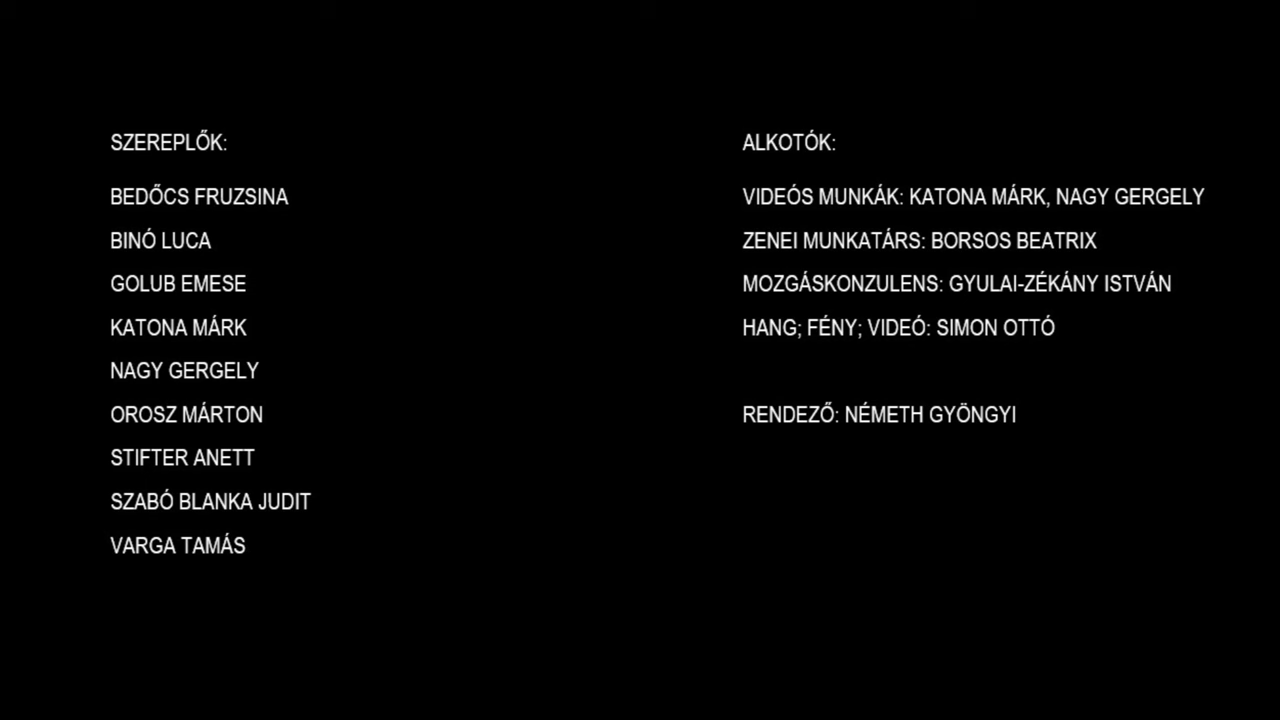 SZEREPLŐK:
BEDŐCS FRUZSINA
BINÓ LUCA
GOLUB EMESE
KATONA MÁRK
NAGY GERGELY
OROSZ MÁRTON
STIFTER ANETT
SZABÓ BLANKA JUDIT
VARGA TAMÁS
ALKOTÓK:
VIDEÓS MUNKÁK: KATONA MÁRK, NAGY GERGELY
ZENEI MUNKATÁRS: BORSOS BEATRIX
MOZGÁSKONZULENS: GYULAI-ZÉKÁNY ISTVÁN
HANG; FÉNY; VIDEÓ: SIMON OTTÓ
RENDEZŐ: NÉMETH GYÖNGYI